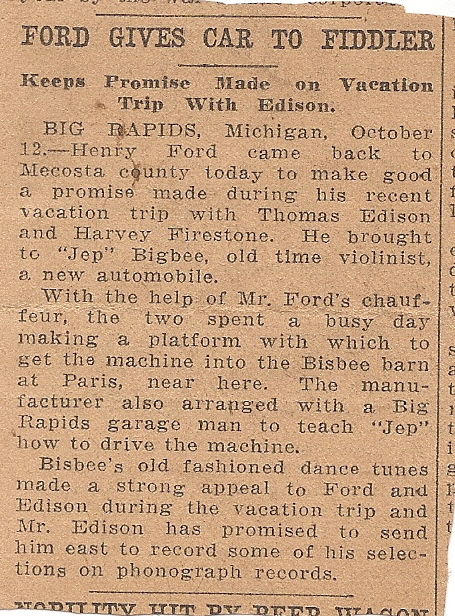 FORD GIVES CAR TO FIDDLER
Keeps Promise Made on Vacation
Trip With Edison.
BIG RAPIDS, Michigan, October
12.—Henry Ford came back to
Mecosta county today to make good
a promise made during his recent
vacation trip with Thomas Edison
and Harvey Firestone. He brought
to "Jep" Bigbee, old time violinist,
a new automobile.
With the help of Mr. Ford's chauf-
feur, the two spent a busy day
making a platform with which to
get the machine into the Bisbee barn
at Paris, near here. The manu-
facturer also arranged with a Big
Rapids garage man to teach "Jep"
how to drive the machine.
Bisbee's old fashioned dance tunes
made a strong appeal to Ford and
Edison during the vacation trip and
Mr. Edison has promised to send
him east to record some of his selec-
tions on phonograph records.
NOBILITY HIT BY BEER WAGON